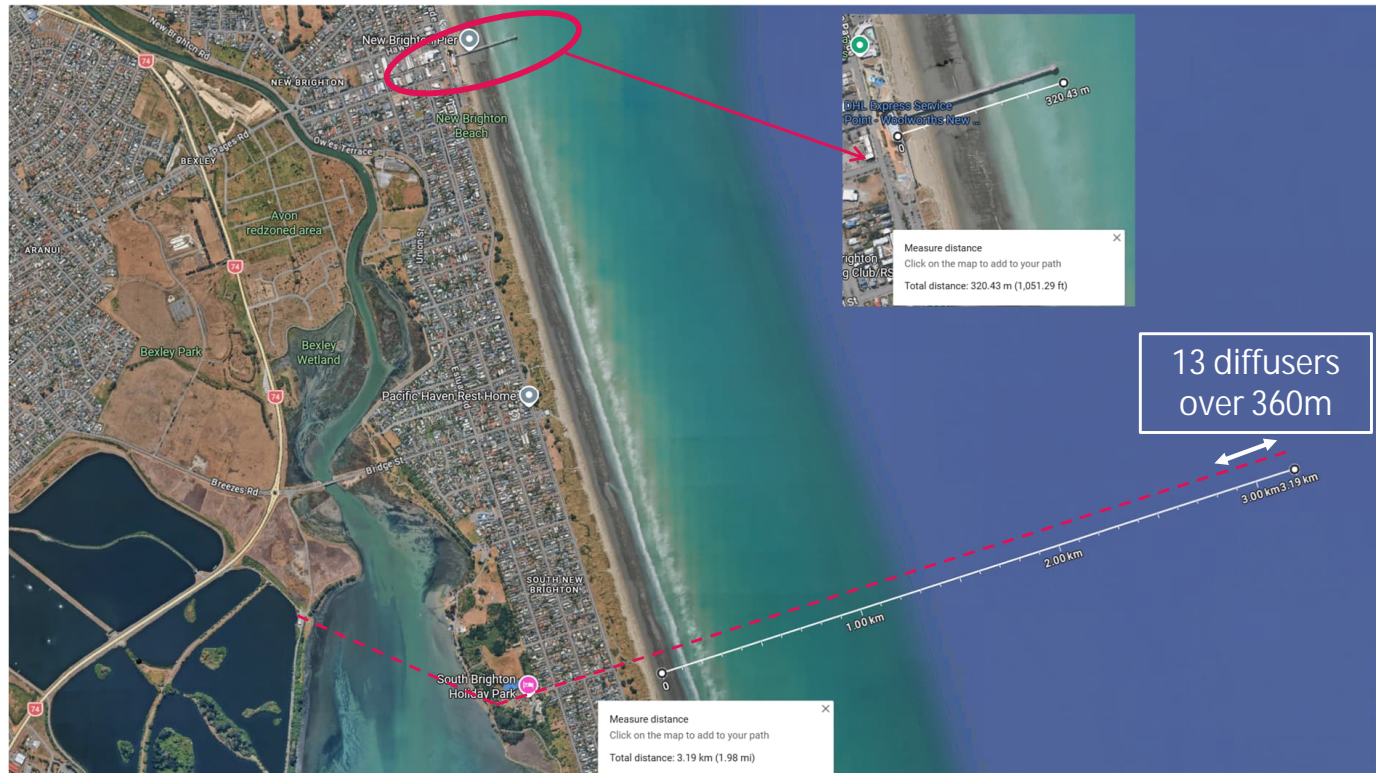 New Brighton Rd
74
New Brighton Pier
NEW BRIGHTON
New Brighton
Beach
Pages Rd
BEXLEY
Owles Terrace
Avon
redzoned area
ARANUI
74
Union St
Bexley Park
Bexley
Wetland
Estuary Rd
74
Pacific Haven Rest Home
Bridge St
Breezes Rd
SOUTH NEW
BRIGHTON
South Brighton
Holiday Park
74
0
1.00 km
2.00 km
3.00 km
3.19 km
Measure distance
Click on the map to add to your path
Total distance: 3.19 km (1.98 mi)
DHL Express Service
Point - Woolworths New ...
0
320.43 m
righton
g Club/RS
Measure distance
Click on the map to add to your path
Total distance: 320.43 m (1,051.29 ft)
13 diffusers
over 360m